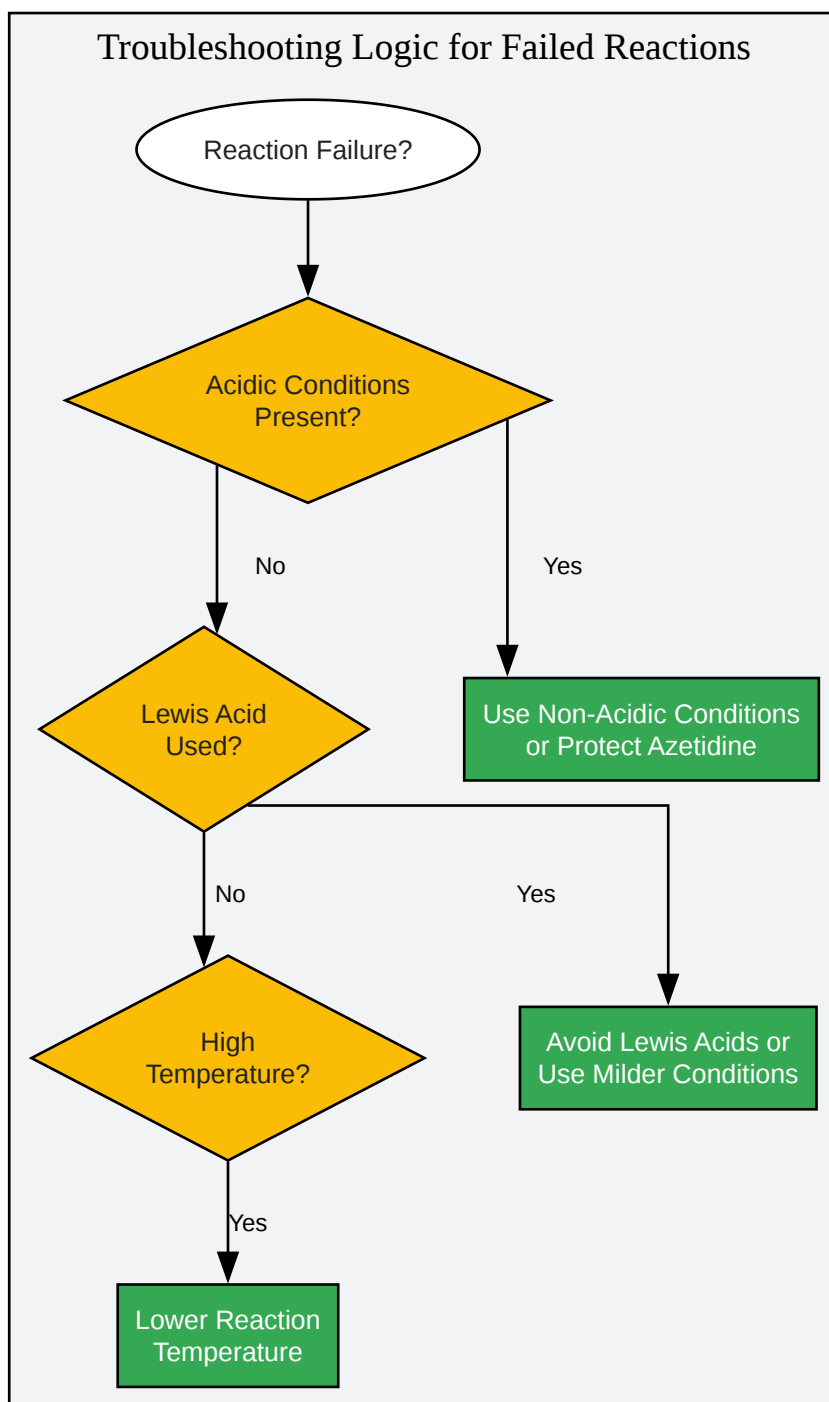 Troubleshooting Logic for Failed Reactions
Reaction Failure?
Acidic Conditions
Present?
No
Yes
Lewis Acid
Used?
Use Non-Acidic Conditions
or Protect Azetidine
No
Yes
High
Temperature?
Avoid Lewis Acids or
Use Milder Conditions
Yes
Lower Reaction
Temperature